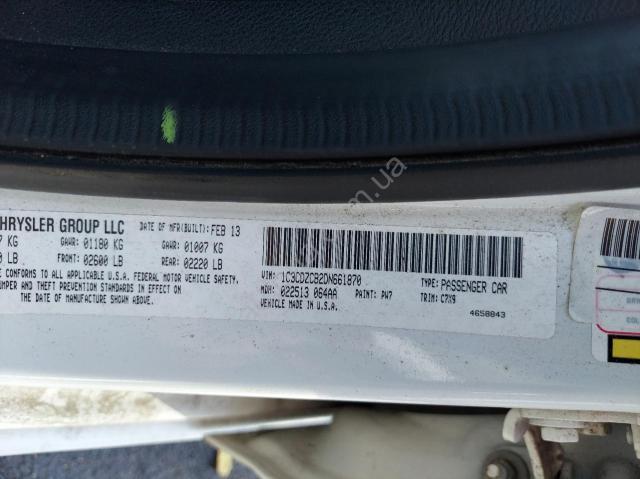 HRYSLER GROUP LLC DATE OF MFR(BUILT): FEB 13
KG GAWR: 01180 KG GAWR: 01007 KG
LB FRONT: 02600 LB REAR: 02220 LB
E CONFORMS TO ALL APPLICABLE U.S.A. FEDERAL MOTOR VEHICLE SAFETY,
UMPER AND THEFT PREVENTION STANDARDS IN EFFECT ON
THE DATE OF MANUFACTURE SHOWN ABOVE.
VIN: 1C3CDZCB2DN661870 TYPE: PASSENGER CAR
MDH: 022513 064AA PAINT: PW7 TRIM: C7X9
VEHICLE MADE IN U.S.A. 4658843